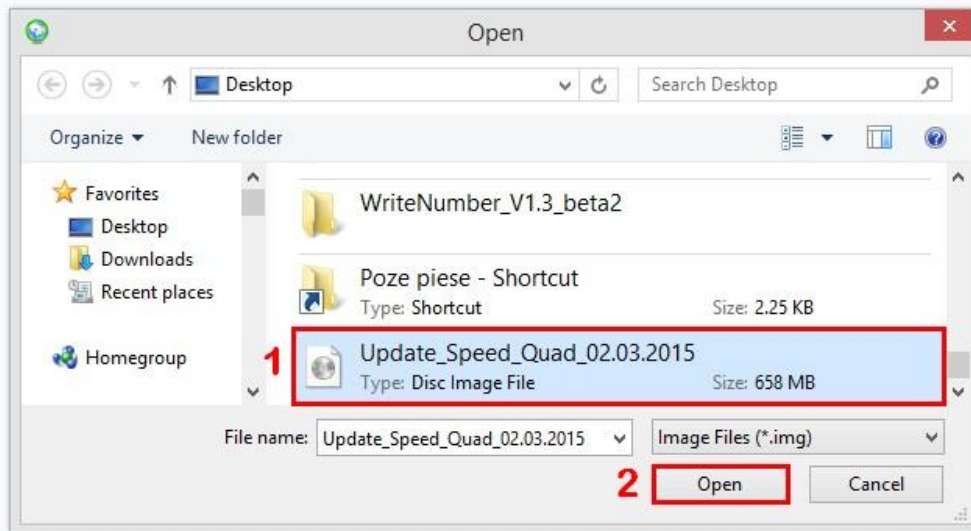 Open
Desktop
Search Desktop
Organize
New folder
Favorites
Desktop
Downloads
Recent places
Homegroup
WriteNumber_V1.3_beta2
Poze piese - Shortcut
Type: Shortcut Size: 2.25 KB
1
Update_Speed_Quad_02.03.2015
Type: Disc Image File Size: 658 MB
File name: Update_Speed_Quad_02.03.2015 Image Files (*.img)
2 Open Cancel